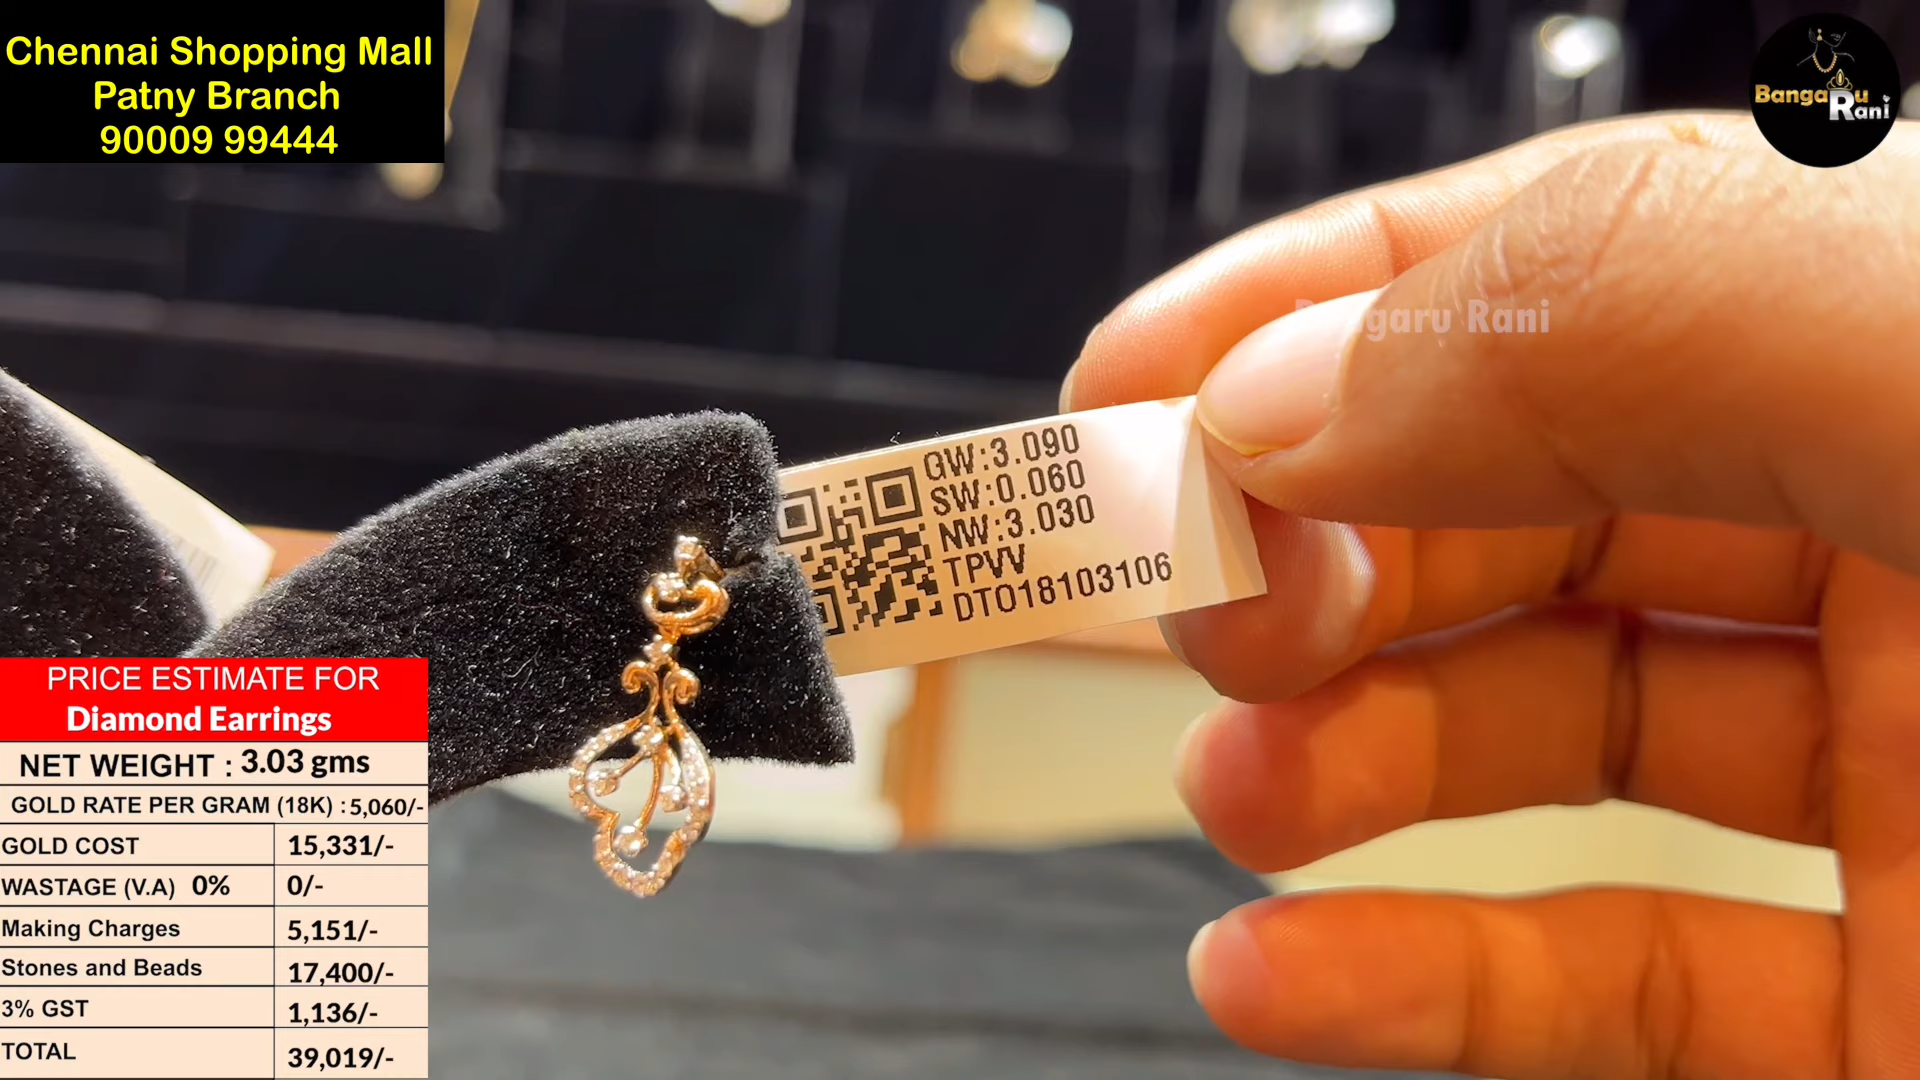 Chennai Shopping Mall
Patny Branch
90009 99444
Bangaru
Rani
Bangaru Rani
GW:3.090
SW:0.060
NW:3.030
TPVV
DTO18103106
PRICE ESTIMATE FOR
Diamond Earrings
NET WEIGHT : 3.03 gms
GOLD RATE PER GRAM (18K) : 5,060/-
GOLD COST 15,331/-
WASTAGE (V.A) 0% 0/-
Making Charges 5,151/-
Stones and Beads 17,400/-
3% GST 1,136/-
TOTAL 39,019/-